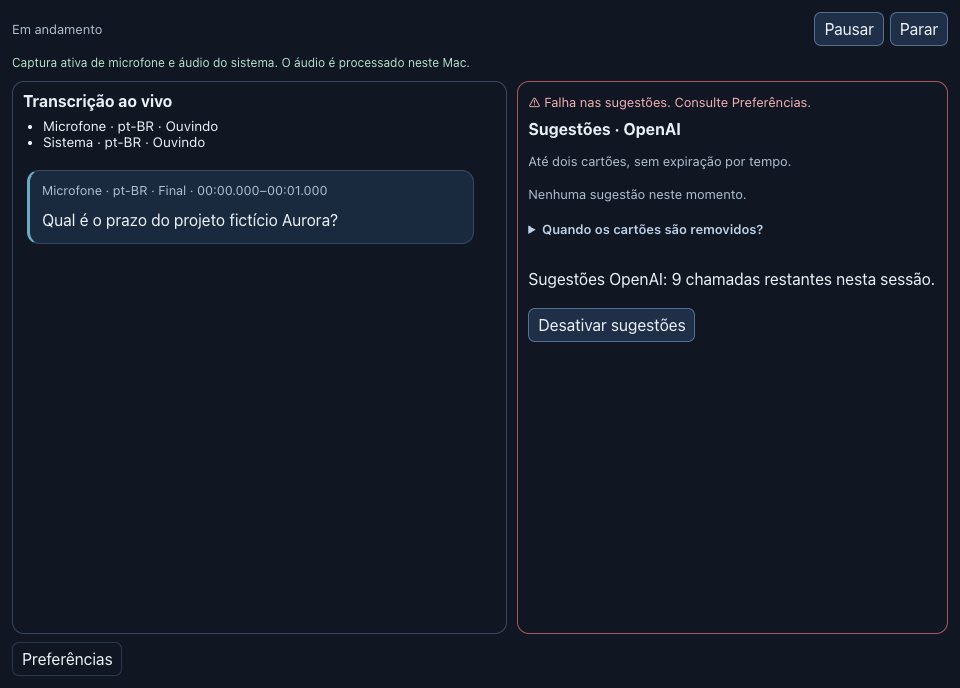 Em andamento
Pausar
Parar
Captura ativa de microfone e áudio do sistema. O áudio é processado neste Mac.
Transcrição ao vivo
• Microfone · pt-BR · Ouvindo
• Sistema · pt-BR · Ouvindo
Microfone · pt-BR · Final · 00:00.000–00:01.000
Qual é o prazo do projeto fictício Aurora?
⚠ Falha nas sugestões. Consulte Preferências.
Sugestões · OpenAI
Até dois cartões, sem expiração por tempo.
Nenhuma sugestão neste momento.
▶ Quando os cartões são removidos?
Sugestões OpenAI: 9 chamadas restantes nesta sessão.
Desativar sugestões
Preferências